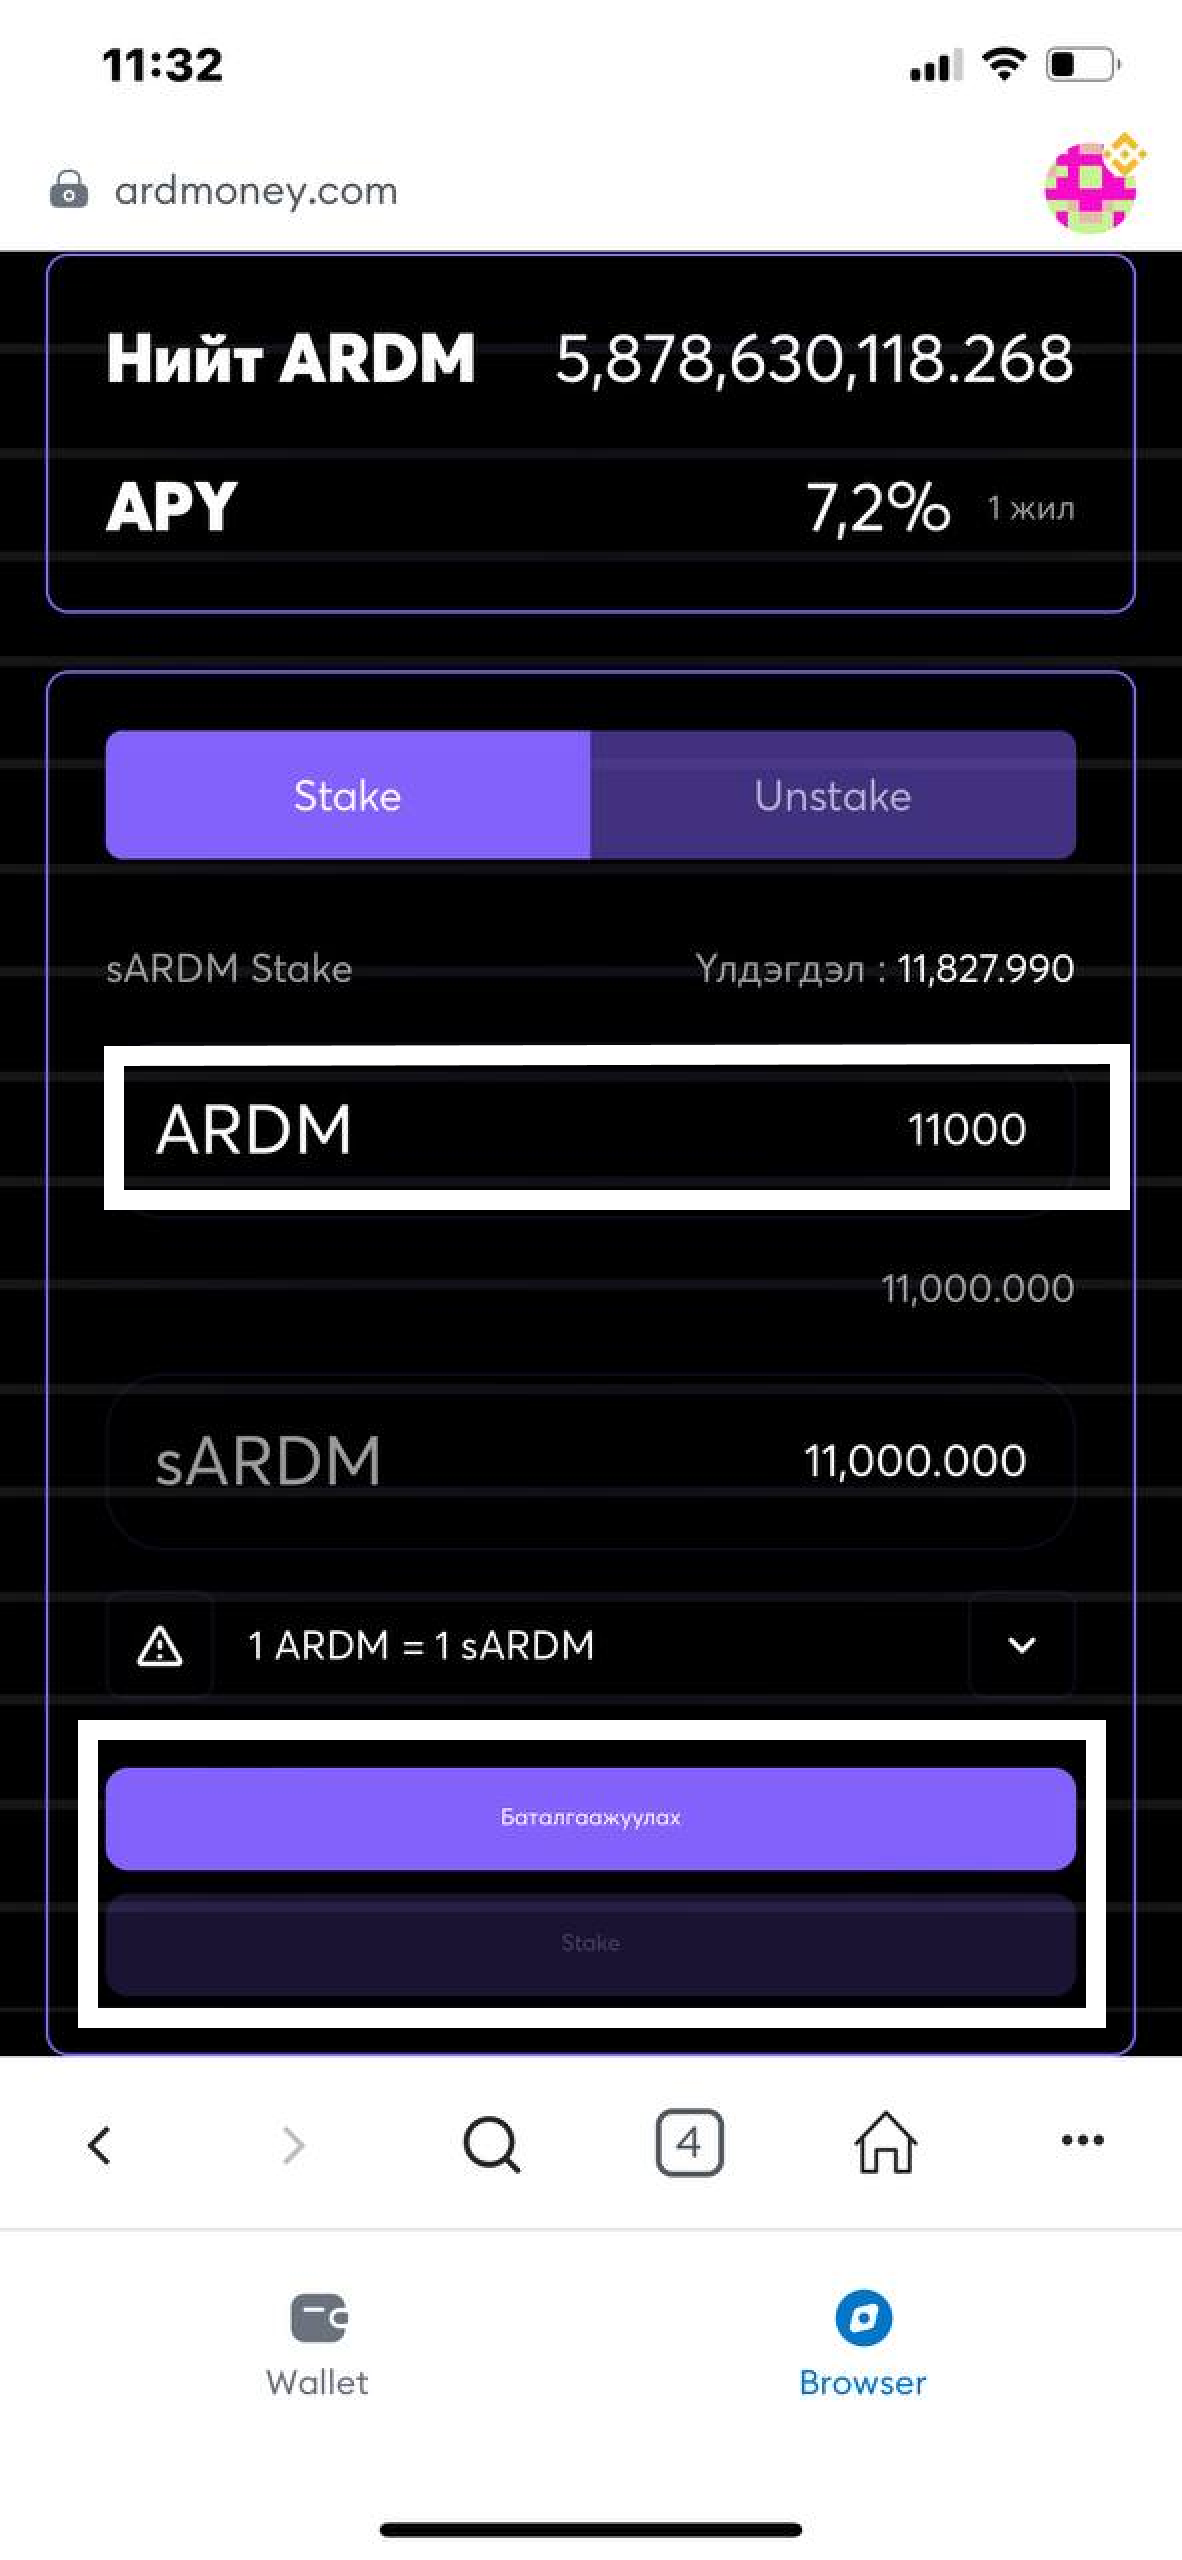 11:32
ardmoney.com
Нийт ARDM 5,878,630,118.268
APY 7,2% 1 жил
Stake Unstake
sARDM Stake Үлдэгдэл : 11,827.990
ARDM 11000
11,000.000
sARDM 11,000.000
1 ARDM = 1 sARDM
Баталгаажуулах
Stake
4
Wallet Browser